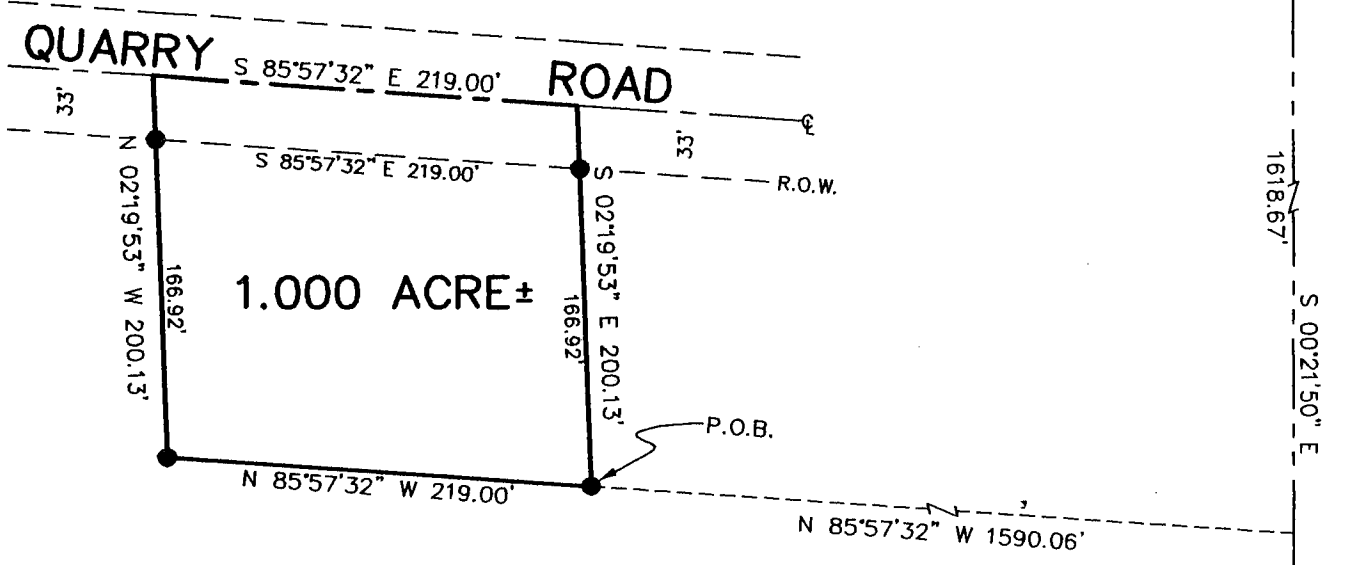 QUARRY ROAD
S 85°57'32" E 219.00'
33'
33'
℄
S 85°57'32" E 219.00'
R.O.W.
N 02°19'53" W 200.13'
166.92'
1.000 ACRE±
166.92'
S 02°19'53" E 200.13'
1618.67'
S 00°21'50" E
P.O.B.
N 85°57'32" W 219.00'
N 85°57'32" W 1590.06'